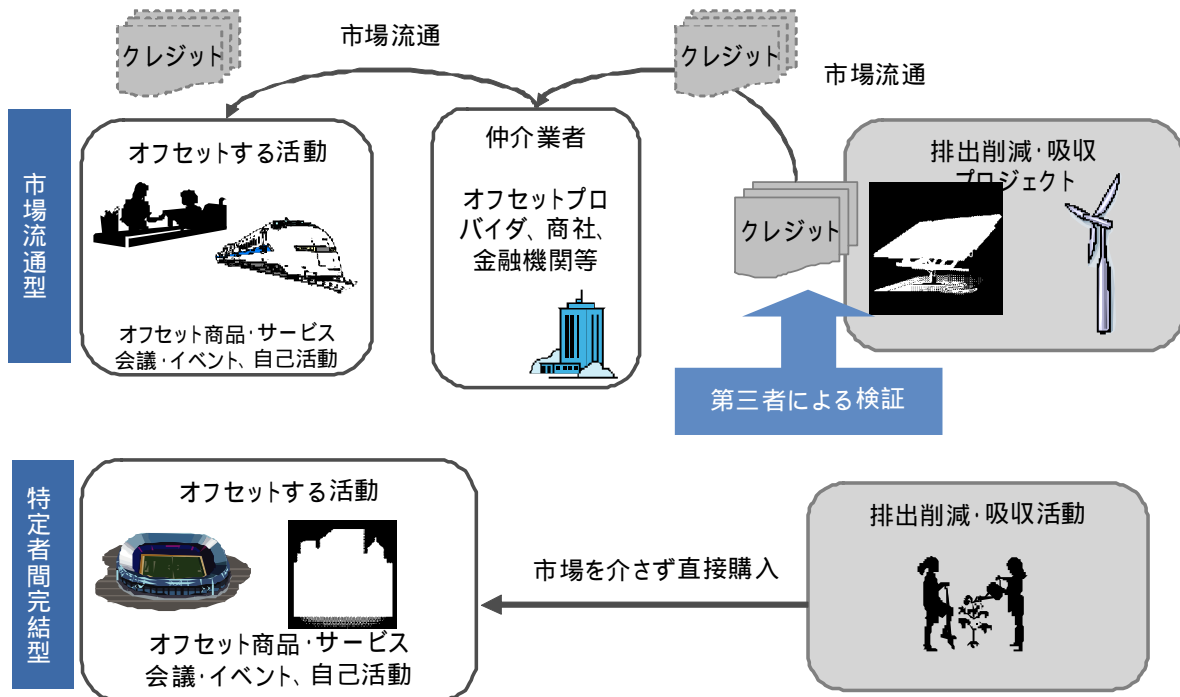 クレジット
市場流通
クレジット
市場流通
市場流通型
オフセットする活動
オフセット商品・サービス
会議・イベント、自己活動
仲介業者
オフセットプロ
バイダ、商社、
金融機関等
クレジット
排出削減・吸収
プロジェクト
第三者による検証
特定者間完結型
オフセットする活動
オフセット商品・サービス
会議・イベント、自己活動
市場を介さず直接購入
排出削減・吸収活動